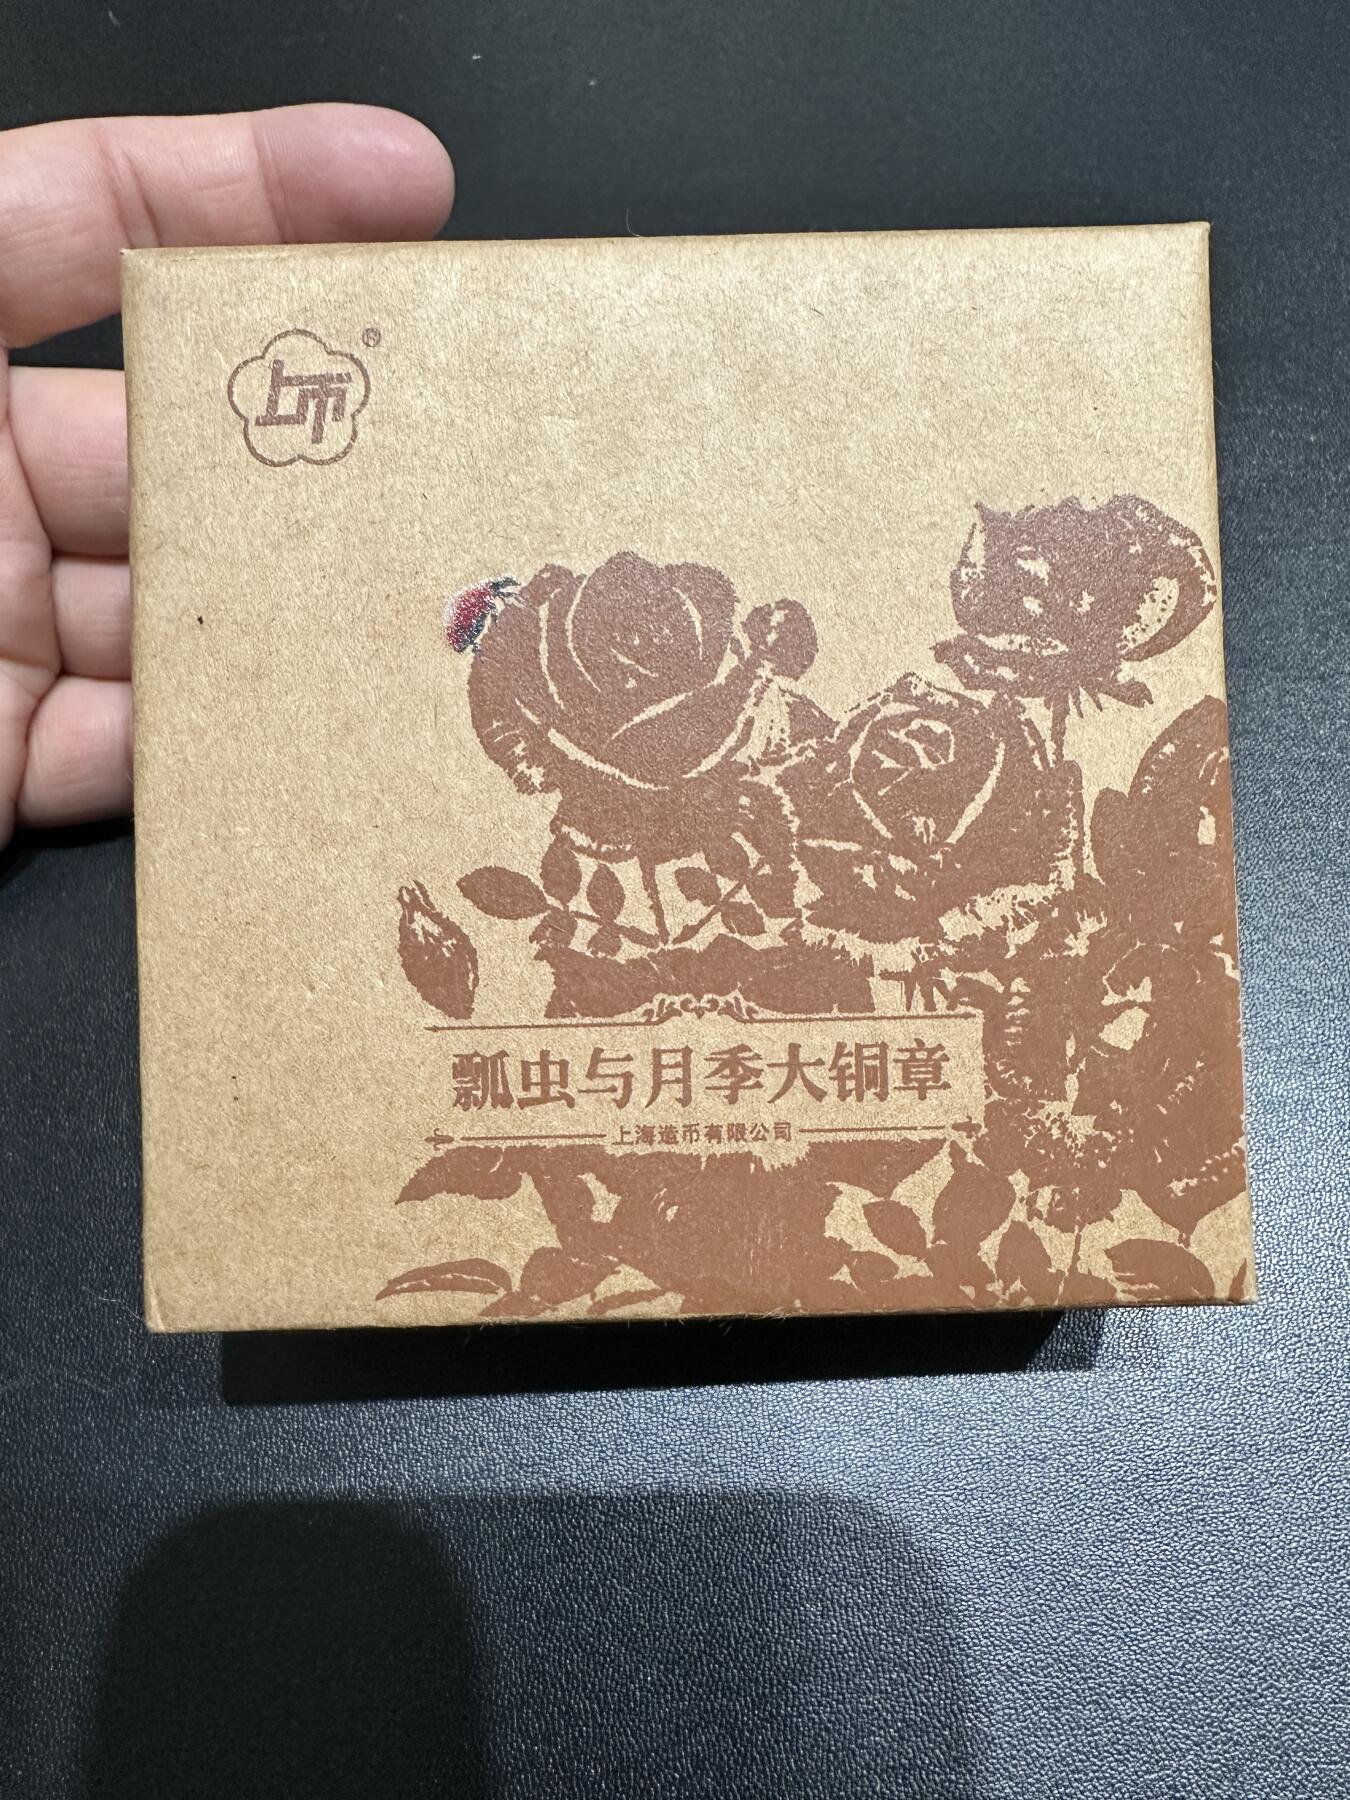 上币®
瓢虫与月季大铜章
上海造币有限公司